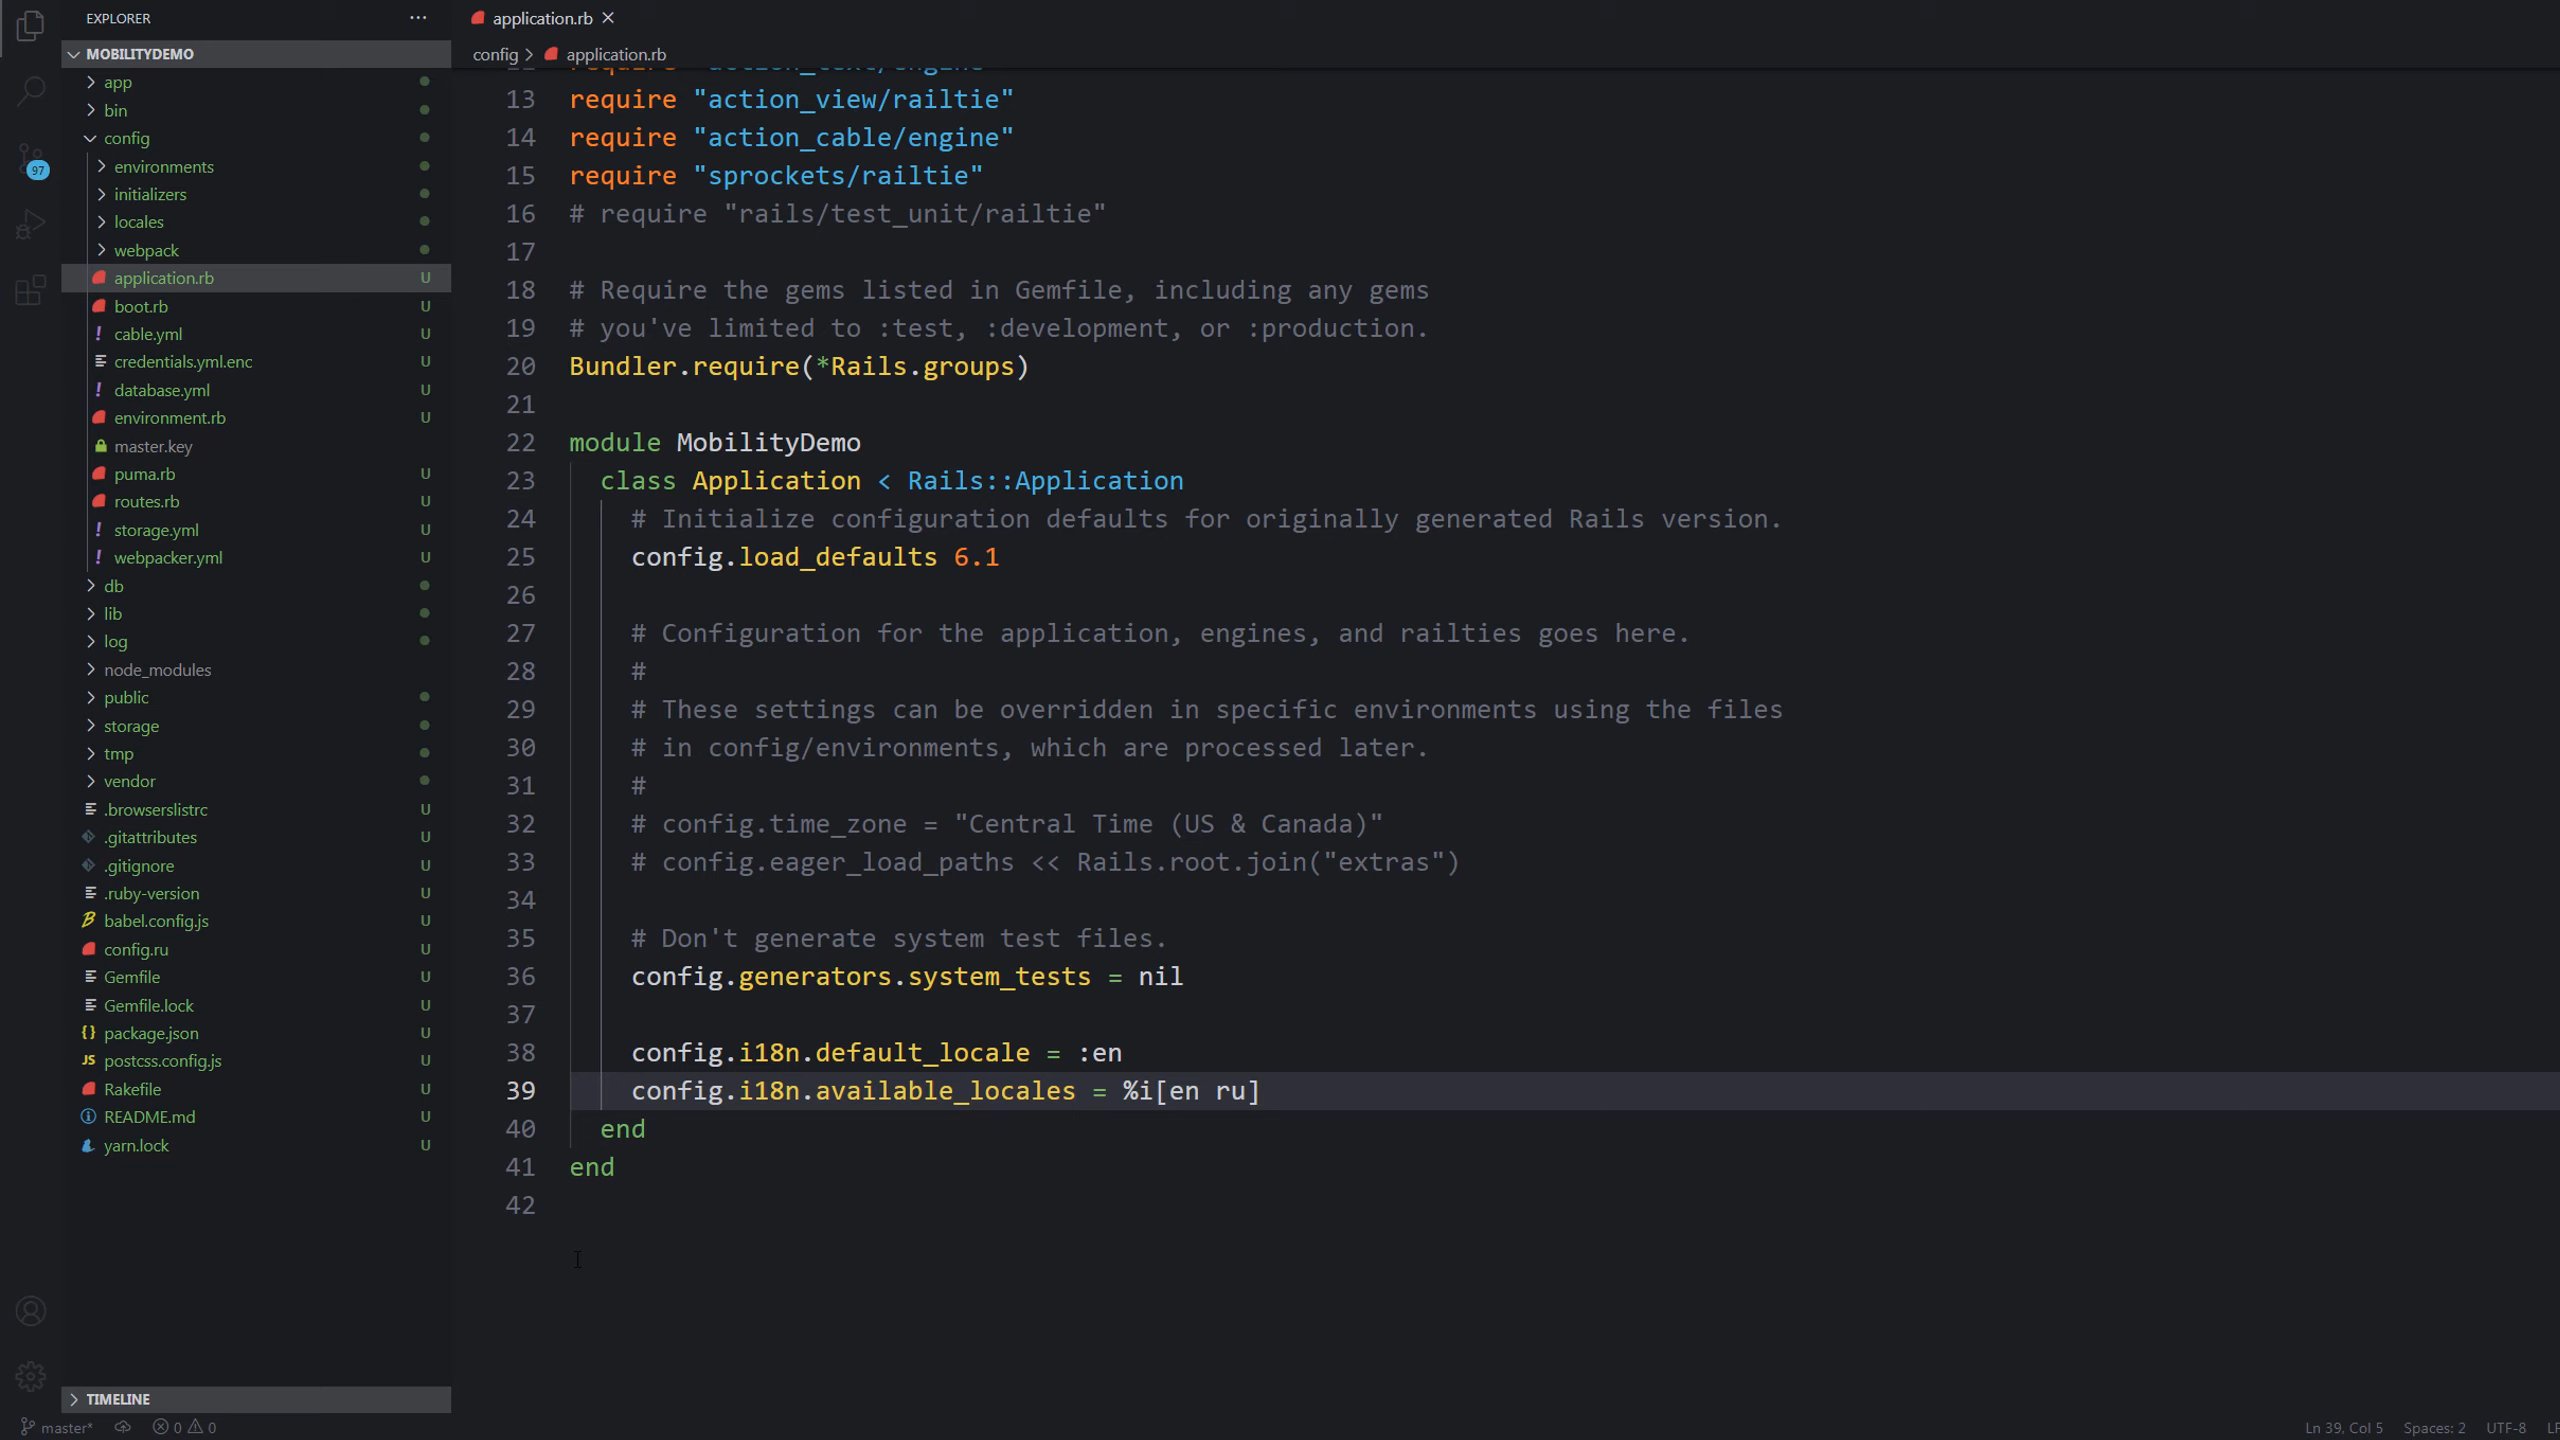 EXPLORER
MOBILITYDEMO
app
bin
config
environments
initializers
locales
webpack
application.rb U
boot.rb U
cable.yml U
credentials.yml.enc U
database.yml U
environment.rb U
master.key
puma.rb U
routes.rb U
storage.yml U
webpacker.yml U
db
lib
log
node_modules
public
storage
tmp
vendor
.browserslistrc U
.gitattributes U
.gitignore U
.ruby-version U
babel.config.js U
config.ru U
Gemfile U
Gemfile.lock U
package.json U
postcss.config.js U
Rakefile U
README.md U
yarn.lock U
TIMELINE
97
application.rb
config > application.rb
13 require "action_view/railtie"
14 require "action_cable/engine"
15 require "sprockets/railtie"
16 # require "rails/test_unit/railtie"
17
18 # Require the gems listed in Gemfile, including any gems
19 # you've limited to :test, :development, or :production.
20 Bundler.require(*Rails.groups)
21
22 module MobilityDemo
23 class Application < Rails::Application
24 # Initialize configuration defaults for originally generated Rails version.
25 config.load_defaults 6.1
26
27 # Configuration for the application, engines, and railties goes here.
28 #
29 # These settings can be overridden in specific environments using the files
30 # in config/environments, which are processed later.
31 #
32 # config.time_zone = "Central Time (US & Canada)"
33 # config.eager_load_paths << Rails.root.join("extras")
34
35 # Don't generate system test files.
36 config.generators.system_tests = nil
37
38 config.i18n.default_locale = :en
39 config.i18n.available_locales = %i[en ru]
40 end
41 end
42
master* 0 0
Ln 39, Col 5 Spaces: 2 UTF-8